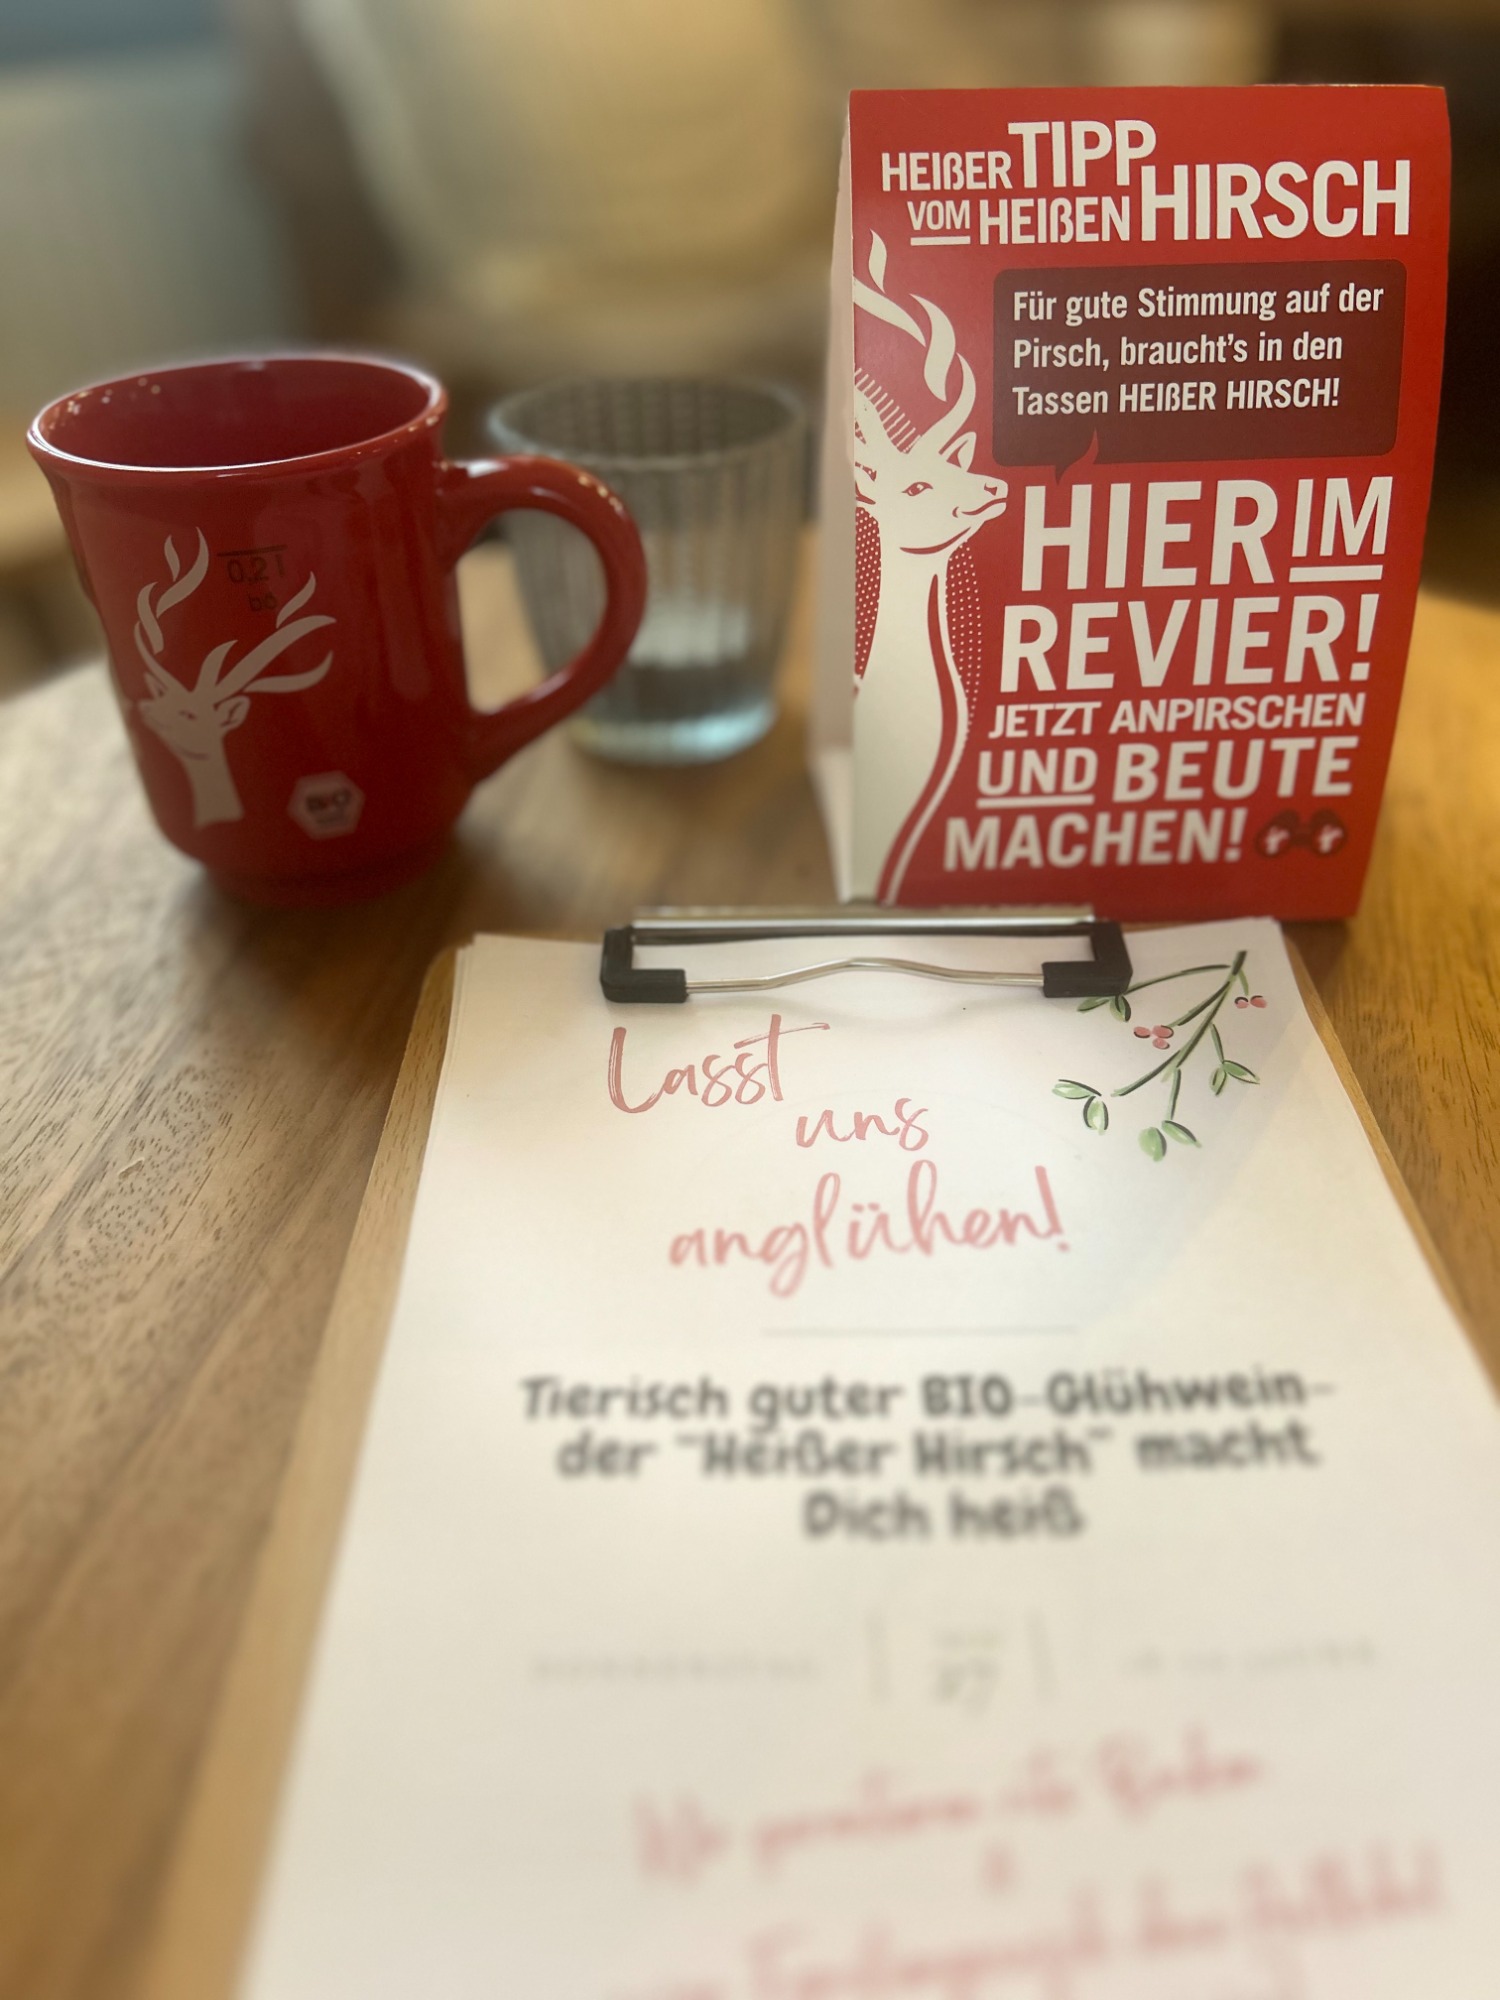 HEIßER TIPP
VOM HEIßEN HIRSCH
Für gute Stimmung auf der
Pirsch, braucht's in den
Tassen HEIßER HIRSCH!
HIER IM
REVIER!
JETZT ANPIRSCHEN
UND BEUTE
MACHEN!
0,2 l
BIO
Lasst
uns
anglühen!
Tierisch guter BIO-Glühwein-
der "Heißer Hirsch" macht
Dich heiß
27